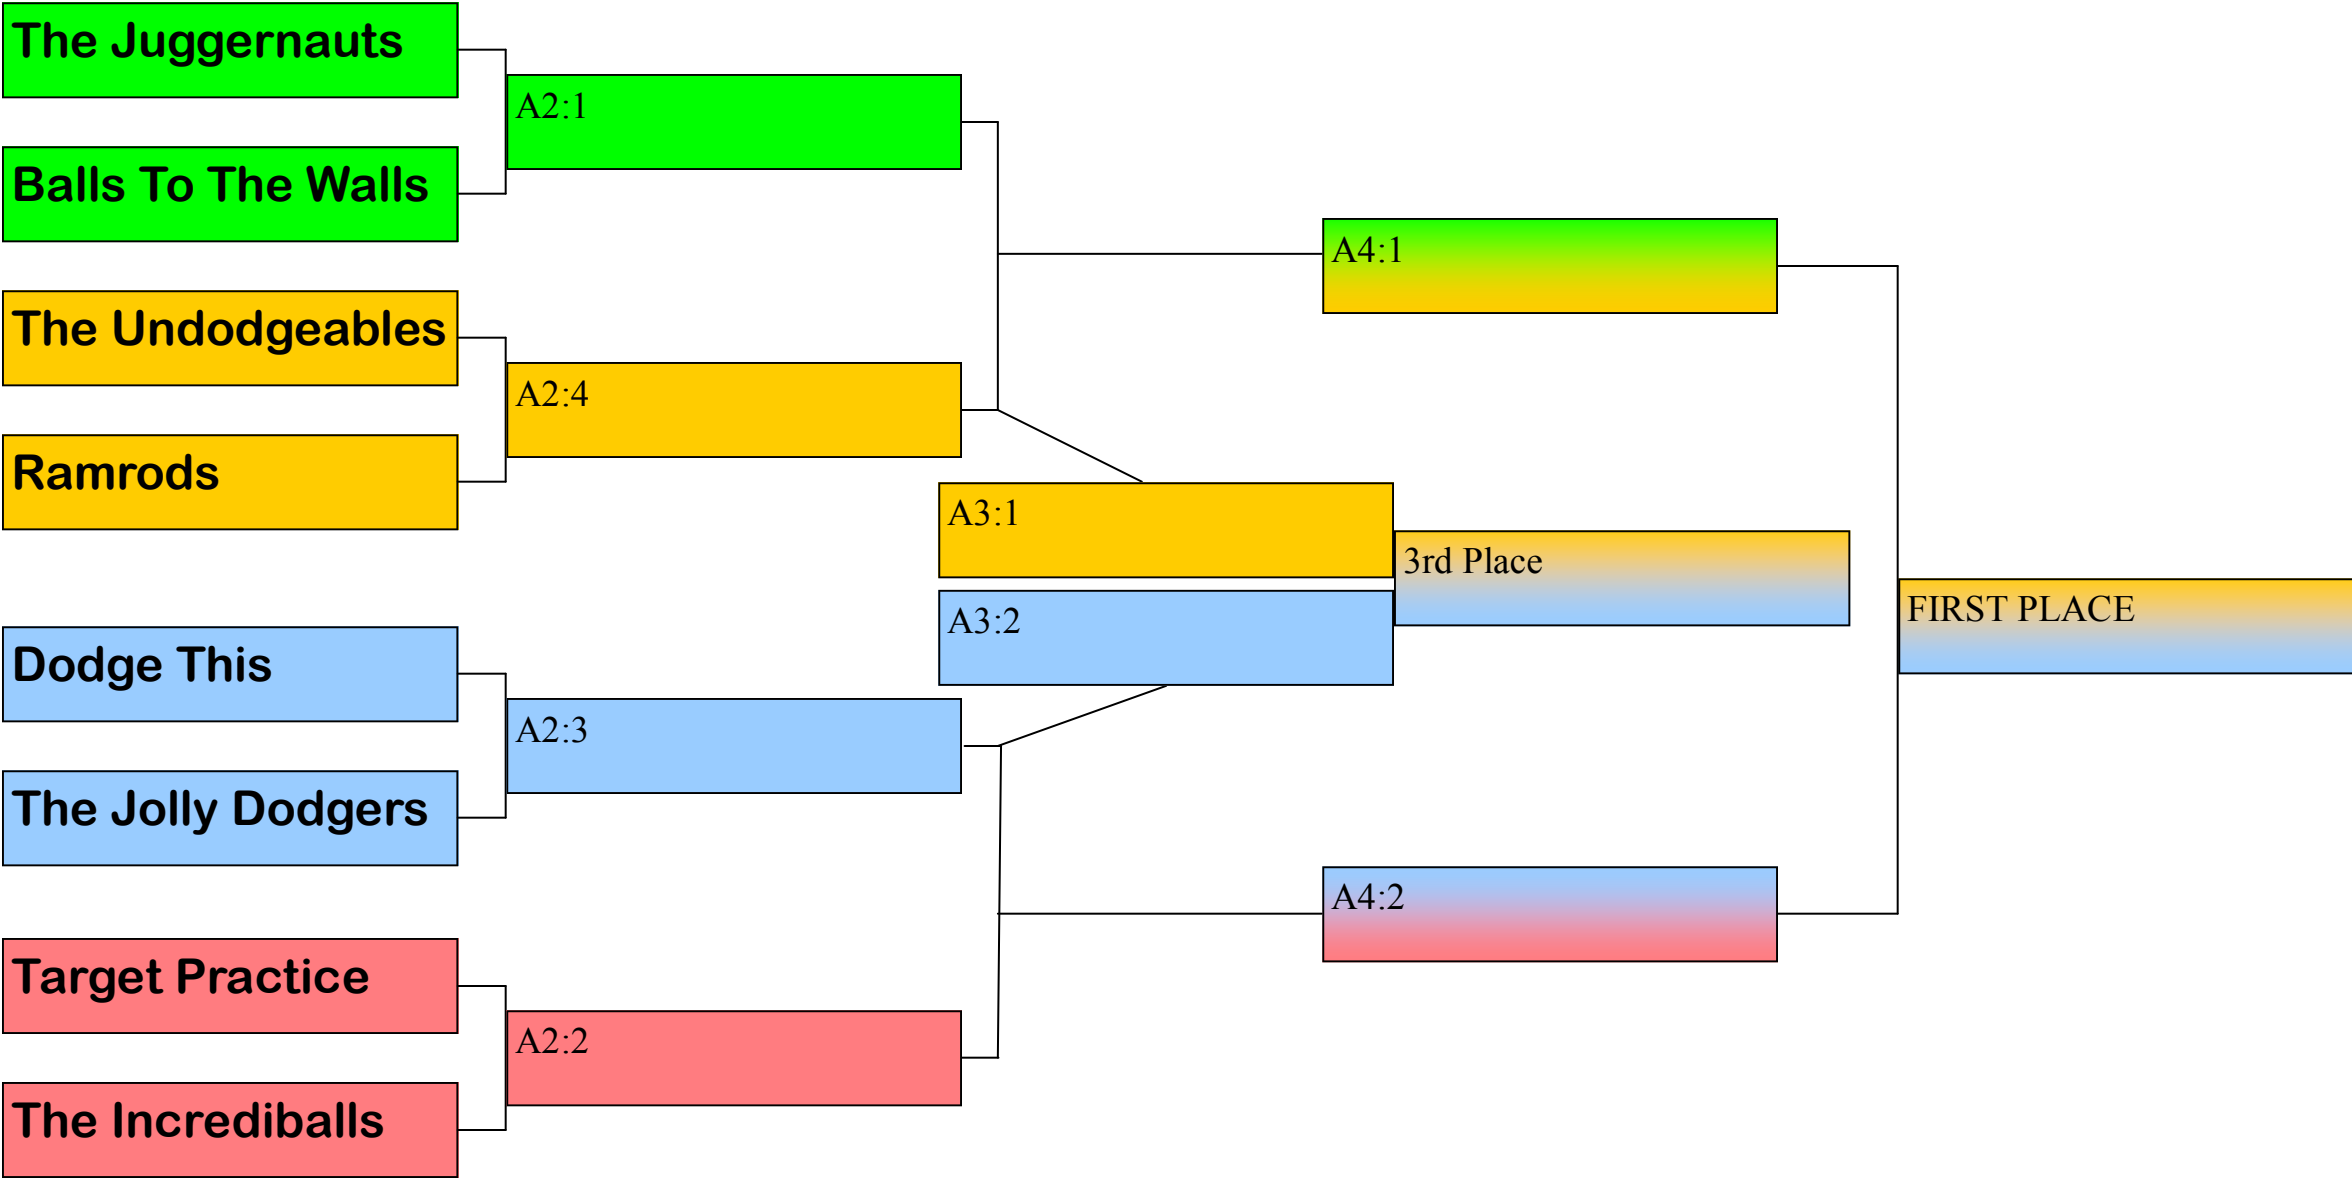 The Juggernauts
A2:1
Balls To The Walls
A4:1
The Undodgeables
A2:4
Ramrods
A3:1
3rd Place
A3:2
FIRST PLACE
Dodge This
A2:3
The Jolly Dodgers
A4:2
Target Practice
A2:2
The Incrediballs